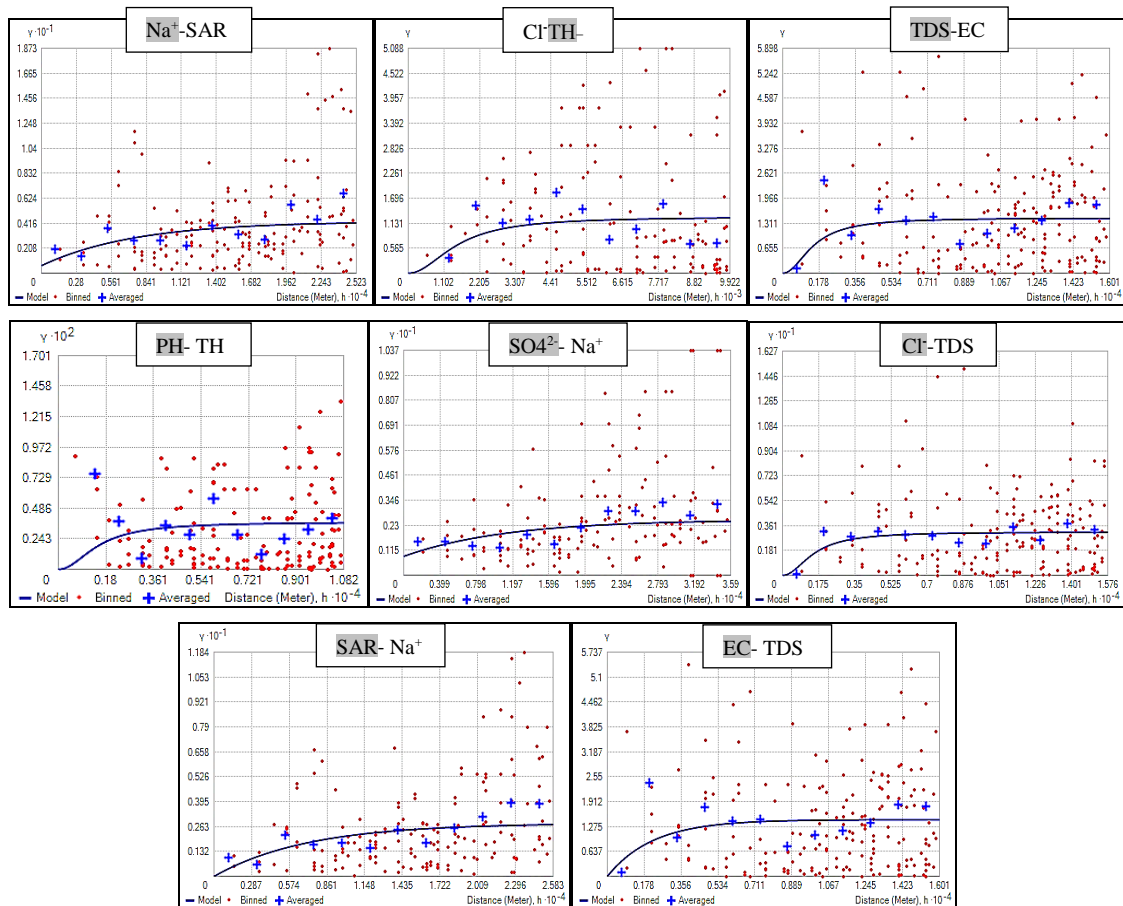 Na⁺-SAR
γ·10⁻¹
1.873
1.665
1.456
1.248
1.04
0.832
0.624
0.416
0.208
0 0.28 0.561 0.841 1.121 1.402 1.682 1.962 2.243 2.523
Distance (Meter), h·10⁻⁴
Model Binned Averaged
Cl⁻TH-
γ
5.088
4.522
3.957
3.392
2.827
2.261
1.696
1.131
0.565
0 1.102 2.205 3.307 4.41 5.512 6.615 7.717 8.82 9.922
Distance (Meter), h·10⁻³
Model Binned Averaged
TDS-EC
γ
5.898
5.242
4.587
3.932
3.276
2.621
1.966
1.311
0.655
0 0.178 0.356 0.534 0.711 0.889 1.067 1.245 1.423 1.601
Distance (Meter), h·10⁻⁴
Model Binned Averaged
PH- TH
γ·10²
1.701
1.458
1.215
0.972
0.729
0.486
0.243
0 0.18 0.361 0.541 0.721 0.901 1.082
Model Binned Averaged Distance (Meter), h·10⁻⁴
SO4²⁻- Na⁺
γ·10⁻¹
1.037
0.922
0.807
0.691
0.576
0.461
0.346
0.23
0.115
0 0.399 0.798 1.197 1.596 1.995 2.394 2.793 3.192 3.59
Distance (Meter), h·10⁻⁴
Model Binned Averaged
Cl⁻-TDS
γ·10⁻¹
1.627
1.446
1.265
1.084
0.904
0.723
0.542
0.361
0.181
0 0.175 0.35 0.525 0.7 0.876 1.051 1.226 1.401 1.576
Distance (Meter), h·10⁻⁴
Model Binned Averaged
SAR- Na⁺
γ·10⁻¹
1.184
1.053
0.921
0.79
0.658
0.526
0.395
0.263
0.132
0 0.287 0.574 0.861 1.148 1.435 1.722 2.009 2.296 2.583
Distance (Meter), h·10⁻⁴
Model Binned Averaged
EC- TDS
γ
5.737
5.1
4.462
3.825
3.187
2.55
1.912
1.275
0.637
0 0.178 0.356 0.534 0.711 0.889 1.067 1.245 1.423 1.601
Distance (Meter), h·10⁻⁴
Model Binned Averaged